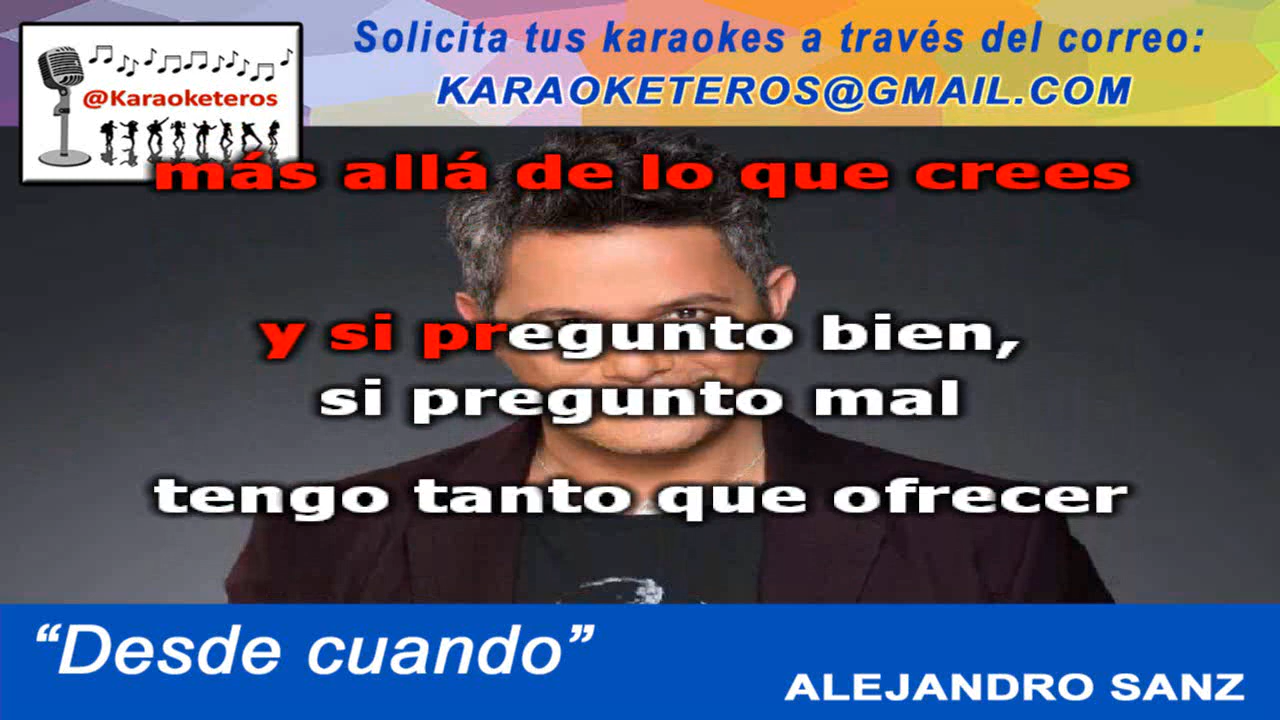 Solicita tus karaokes a través del correo:
KARAOKETEROS@GMAIL.COM
@Karaoketeros
más allá de lo que crees
y si pregunto bien,
si pregunto mal
tengo tanto que ofrecer
“Desde cuando”
ALEJANDRO SANZ